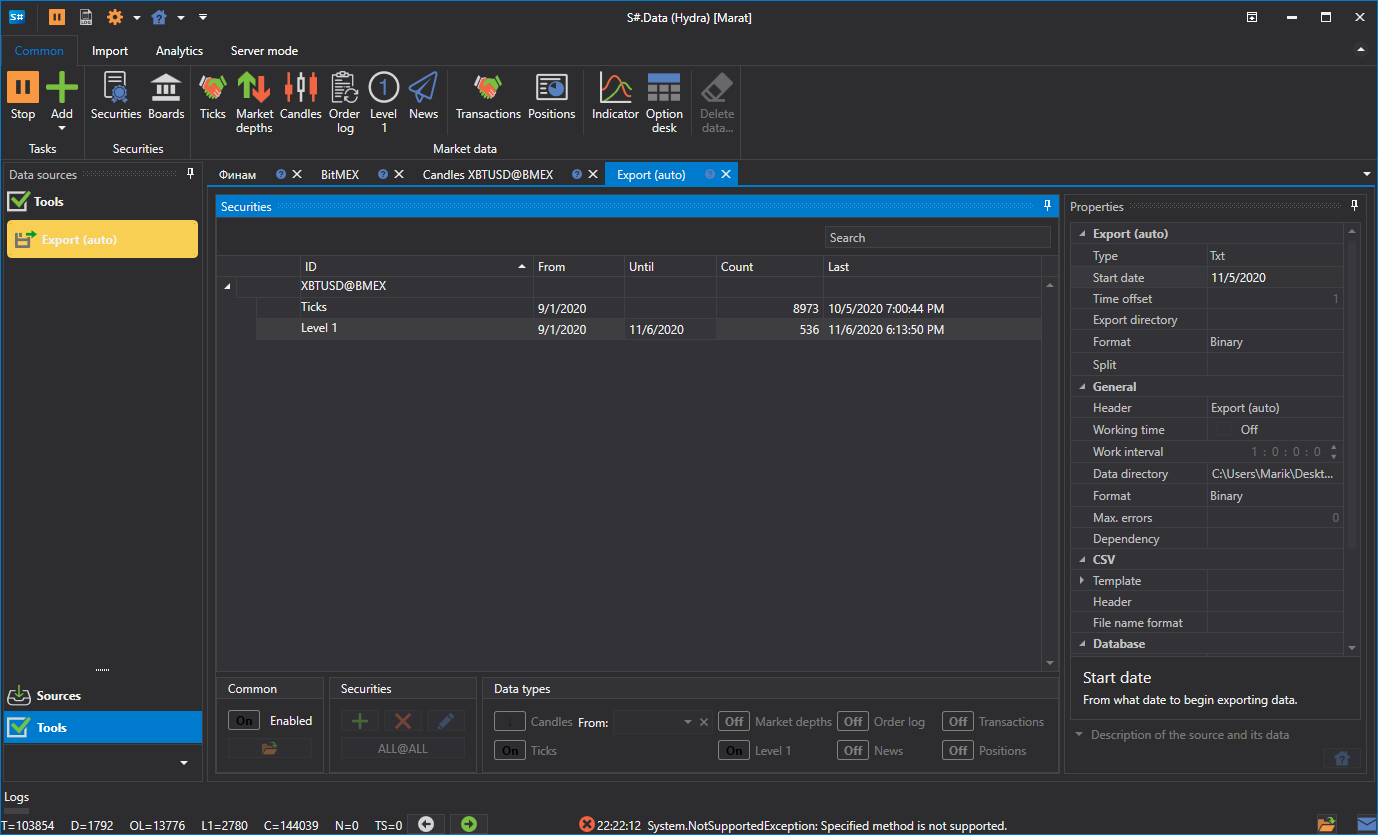 S#
LOG
S#.Data (Hydra) [Marat]
Common Import Analytics Server mode
Stop Add Securities Boards Ticks Market depths Candles Order log Level 1 News Transactions Positions Indicator Option desk Delete data...
Tasks Securities Market data
Data sources
Tools
Export (auto)
Sources
Tools
Финам BitMEX Candles XBTUSD@BMEX Export (auto)
Securities
Search
ID From Until Count Last
XBTUSD@BMEX
Ticks 9/1/2020 8973 10/5/2020 7:00:44 PM
Level 1 9/1/2020 11/6/2020 536 11/6/2020 6:13:50 PM
Common
On Enabled
Securities
ALL@ALL
Data types
Candles From: Off Market depths Off Order log Off Transactions
On Ticks On Level 1 Off News Off Positions
Properties
Export (auto)
Type Txt
Start date 11/5/2020
Time offset 1
Export directory
Format Binary
Split
General
Header Export (auto)
Working time Off
Work interval 1 : 0 : 0 : 0
Data directory C:\Users\Marik\Deskt...
Format Binary
Max. errors 0
Dependency
CSV
Template
Header
File name format
Database
Start date
From what date to begin exporting data.
Description of the source and its data
Logs
T=103854 D=1792 OL=13776 L1=2780 C=144039 N=0 TS=0 22:22:12 System.NotSupportedException: Specified method is not supported.